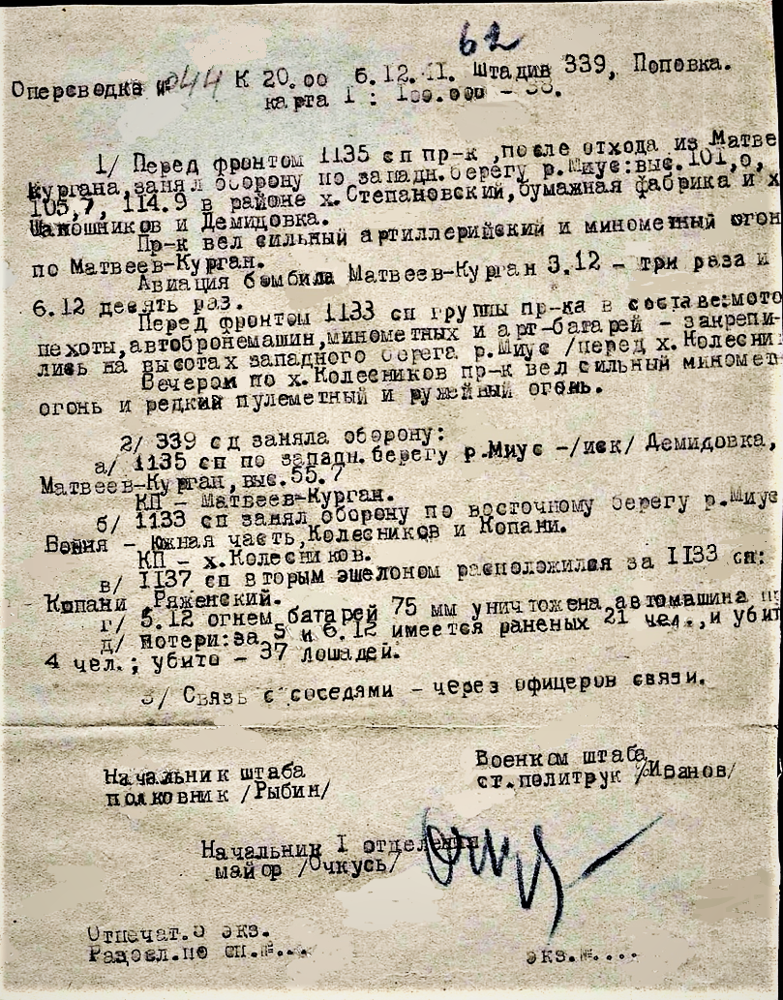 62
Оперсводка № 044 К 20.00 6.12.41. Штадив 339, Поповка.
карта 1 : 100.000 - 38.
1/ Перед фронтом 1135 сп пр-к ,после отхода из Матве
Кургана,занял оборону по западн.берегу р.Миус:выс.101,0,
105,7, 114.9 в районе х.Степановский,бумажная фабрика и х
Шапошников и Демидовка.
Пр-к вел сильный артиллерийский и минометный огон
по Матвеев-Курган.
Авиация бомбила Матвеев-Курган 3.12 - три раза и
6.12 десять раз.
Перед фронтом 1133 сп группы пр-ка в составе:мото
пехоты,автобронемашин,минометных и арт-батарей - закрепи-
лись на высотах западного берега р.Миус /перед х.Колесни
Вечером по х.Колесников пр-к вел сильный миномет
огонь и редкий пулеметный и ружейный огонь.
2/ 339 сд заняла оборону:
а/ 1135 сп по западн.берегу р.Миус -/иск/ Демидовка,
Матвеев-Курган,выс.55.7
КП - Матвеев-Курган.
б/ 1133 сп занял оборону по восточному берегу р.Миус
Войня - Южная часть,Колесников и Копани.
КП - х.Колесников.
в/ 1137 сп вторым эшелоном расположился за 1133 сп:
Копани Ряженский.
г/ 5.12 огнем батарей 75 мм уничтожена автомашина
д/ Потери:за 5 и 6.12 имеется раненых 21 чел.,и убит
4 чел.; убито - 37 лошадей.
3/ Связь с соседями - через офицеров связи.
Начальник штаба
полковник /Рыбин/
Военком штаба
ст.политрук /Иванов/
Начальник I отделения
майор /Очкусь/
Отпечат. экз.
Разосл.по сп.№...
экз.№....